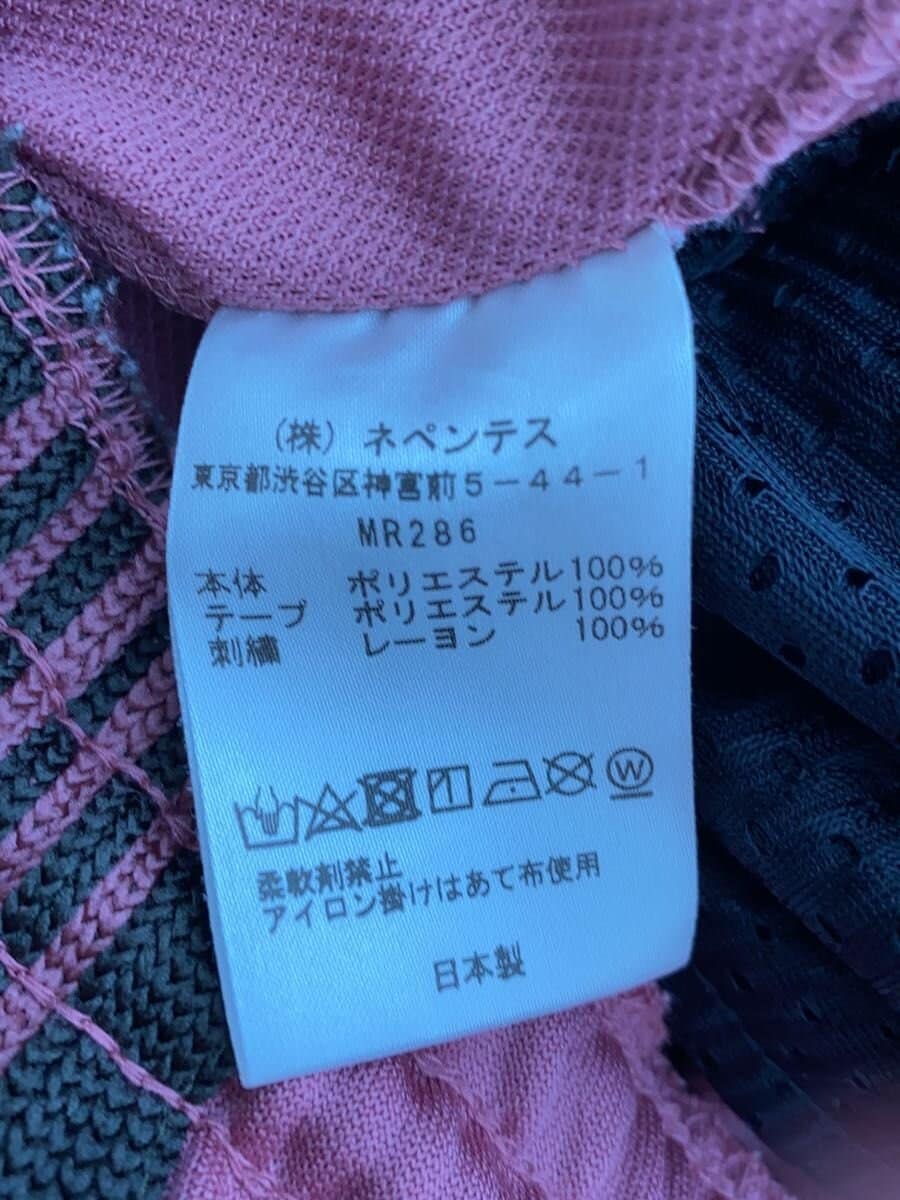 (株) ネペンテス
東京都渋谷区神宮前5-44-1
MR286
本体 ポリエステル100%
テープ ポリエステル100%
刺繍 レーヨン 100%
W
柔軟剤禁止
アイロン掛けはあて布使用
日本製